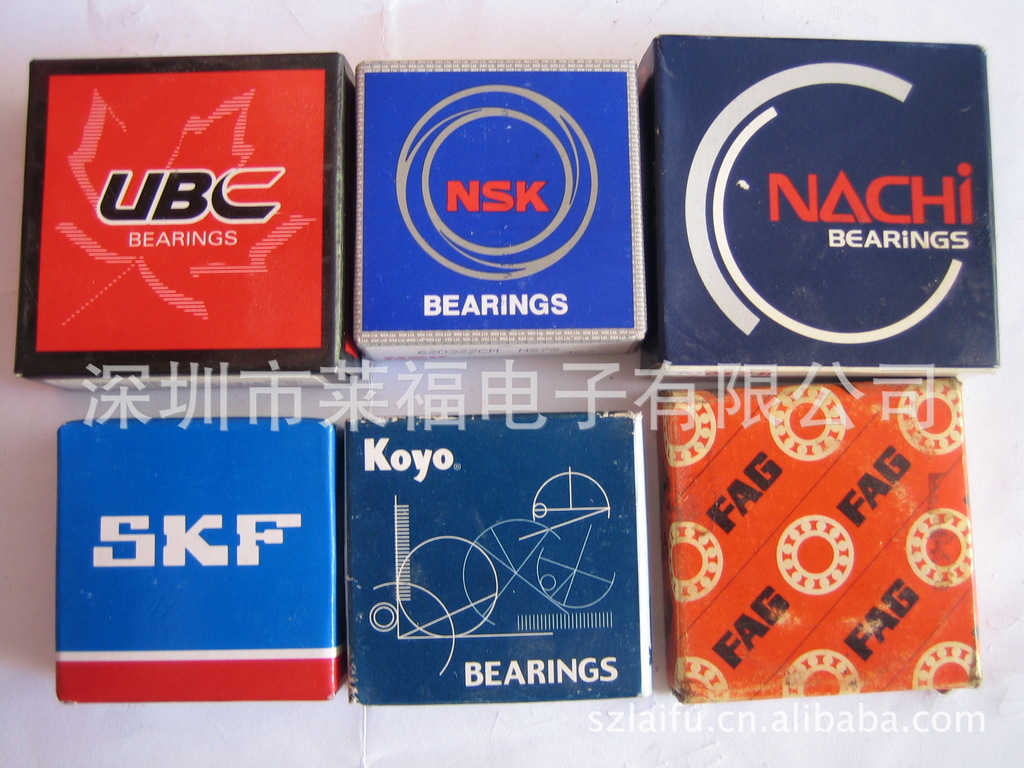 UBC
BEARINGS
NSK
BEARINGS
NACHi
BEARiNGS
深圳市莱福电子有限公司
SKF
Koyo®
BEARINGS
FAG
FAG
FAG
FAG
szlaifu.cn.alibaba.com